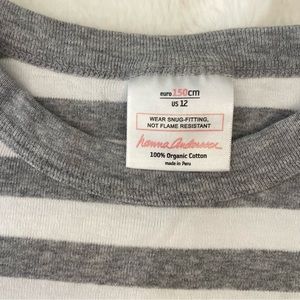 euro 150cm
US 12
WEAR SNUG-FITTING,
NOT FLAME RESISTANT
hanna andersson
100% Organic Cotton
made in Peru